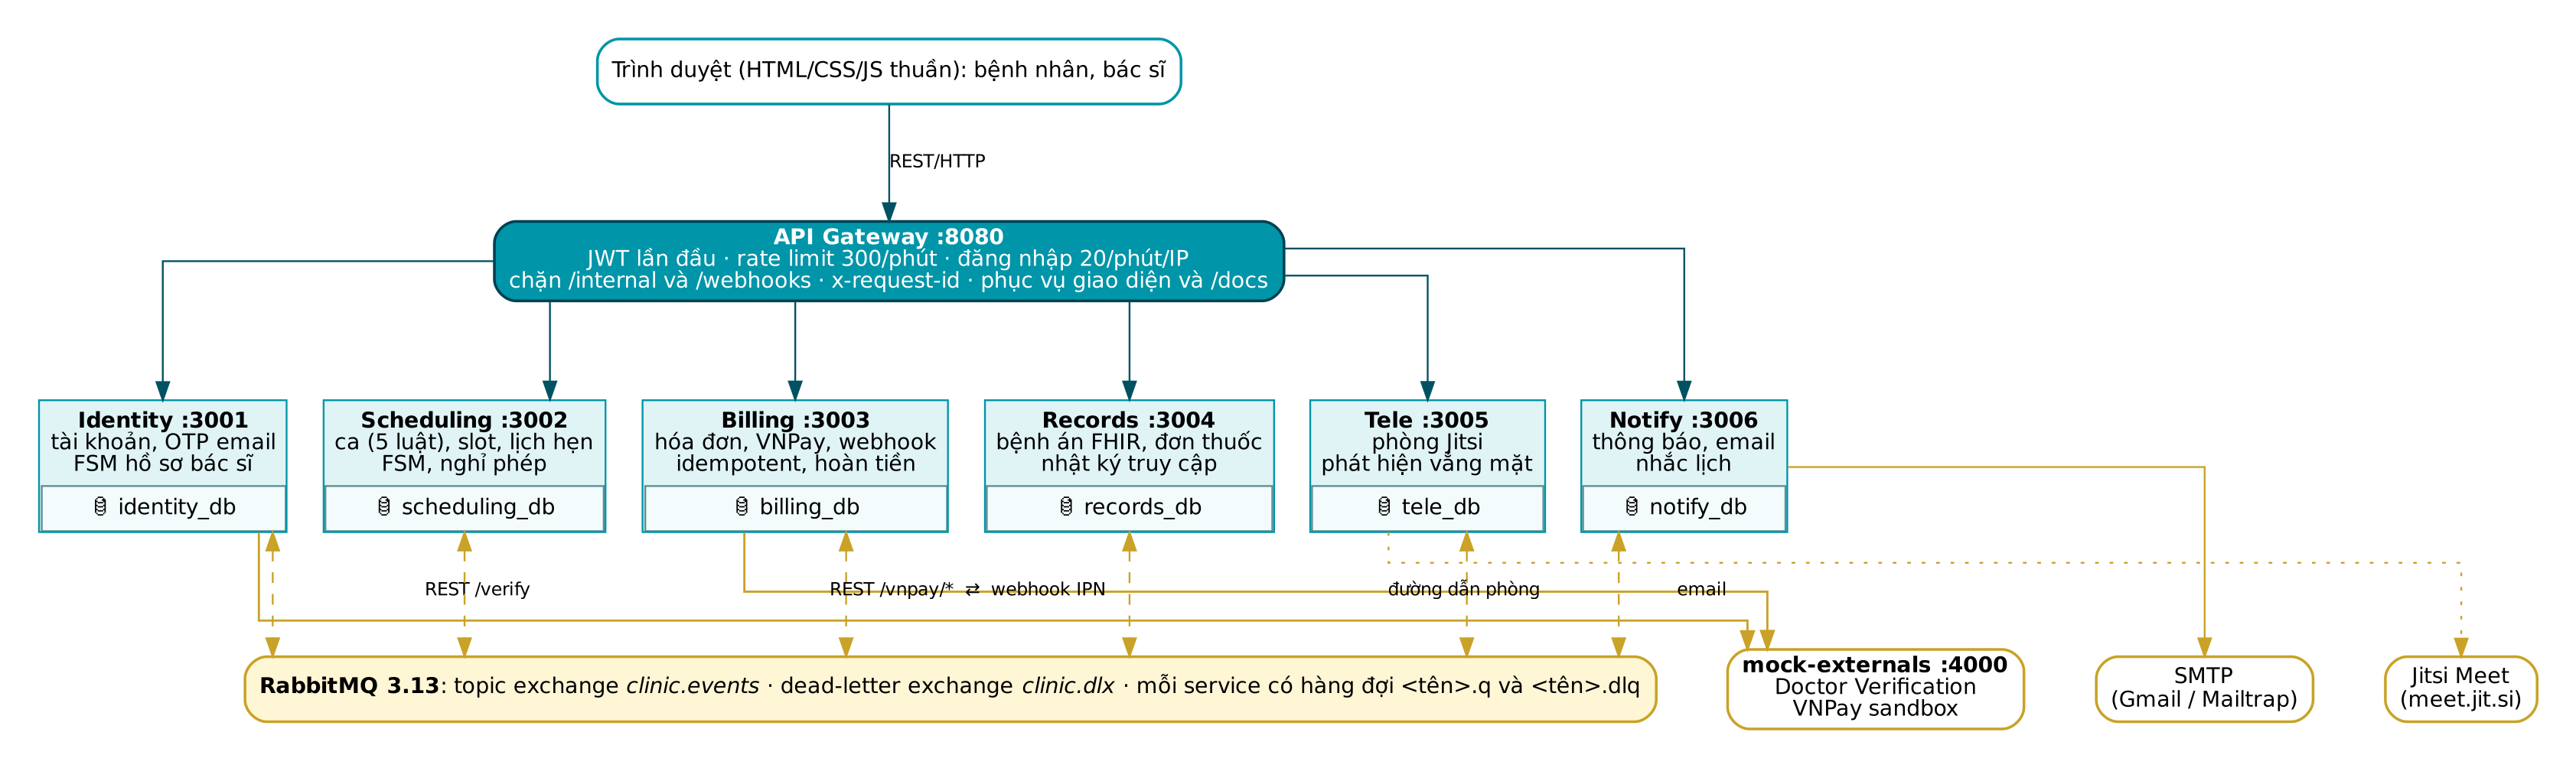 Trình duyệt (HTML/CSS/JS thuần): bệnh nhân, bác sĩ
REST/HTTP
API Gateway :8080
JWT lần đầu · rate limit 300/phút · đăng nhập 20/phút/IP
chặn /internal và /webhooks · x-request-id · phục vụ giao diện và /docs
Identity :3001
tài khoản, OTP email
FSM hồ sơ bác sĩ
identity_db
Scheduling :3002
ca (5 luật), slot, lịch hẹn
FSM, nghỉ phép
scheduling_db
Billing :3003
hóa đơn, VNPay, webhook
idempotent, hoàn tiền
billing_db
Records :3004
bệnh án FHIR, đơn thuốc
nhật ký truy cập
records_db
Tele :3005
phòng Jitsi
phát hiện vắng mặt
tele_db
Notify :3006
thông báo, email
nhắc lịch
notify_db
REST /verify
REST /vnpay/* ⇄ webhook IPN
đường dẫn phòng
email
RabbitMQ 3.13: topic exchange clinic.events · dead-letter exchange clinic.dlx · mỗi service có hàng đợi <tên>.q và <tên>.dlq
mock-externals :4000
Doctor Verification
VNPay sandbox
SMTP
(Gmail / Mailtrap)
Jitsi Meet
(meet.jit.si)